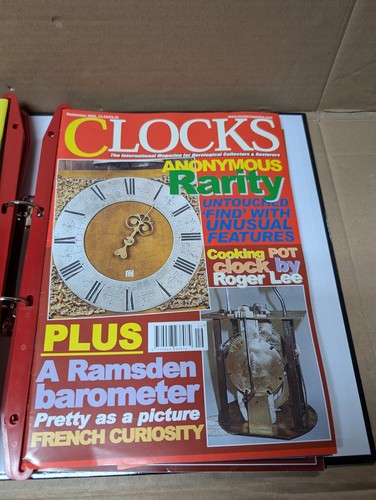 CLOCKS
The International Magazine for Horological Collectors & Restorers
ANONYMOUS
Rarity
UNTOUCHED
'FIND' WITH
UNUSUAL
FEATURES
Cooking POT
clock by
Roger Lee
PLUS
A Ramsden
barometer
Pretty as a picture
FRENCH CURIOSITY